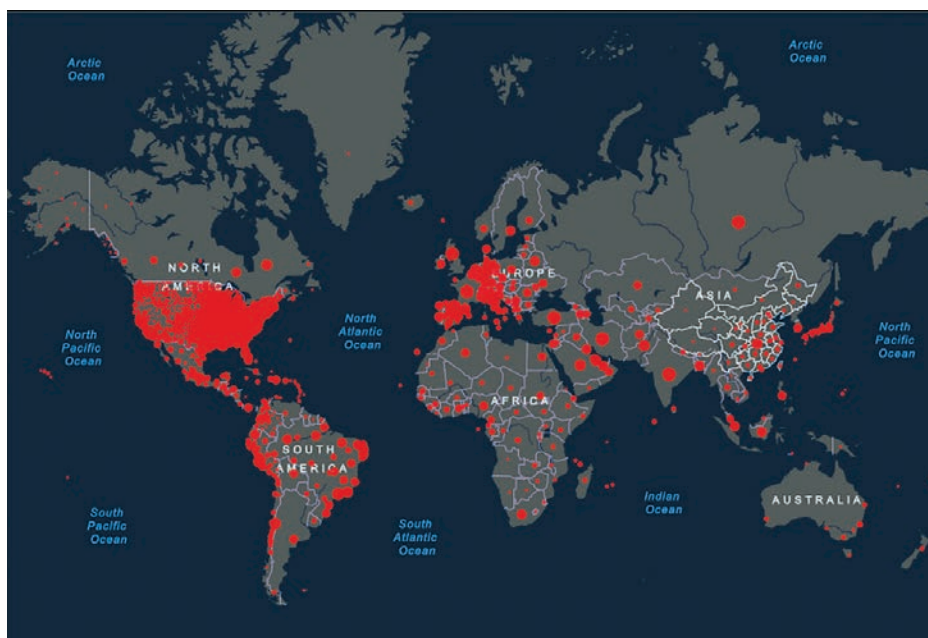 Arctic
Ocean
Arctic
Ocean
NORTH
AMERICA
EUROPE
ASIA
North
Pacific
Ocean
North
Atlantic
Ocean
North
Pacific
Ocean
AFRICA
SOUTH
AMERICA
Indian
Ocean
AUSTRALIA
South
Pacific
Ocean
South
Atlantic
Ocean